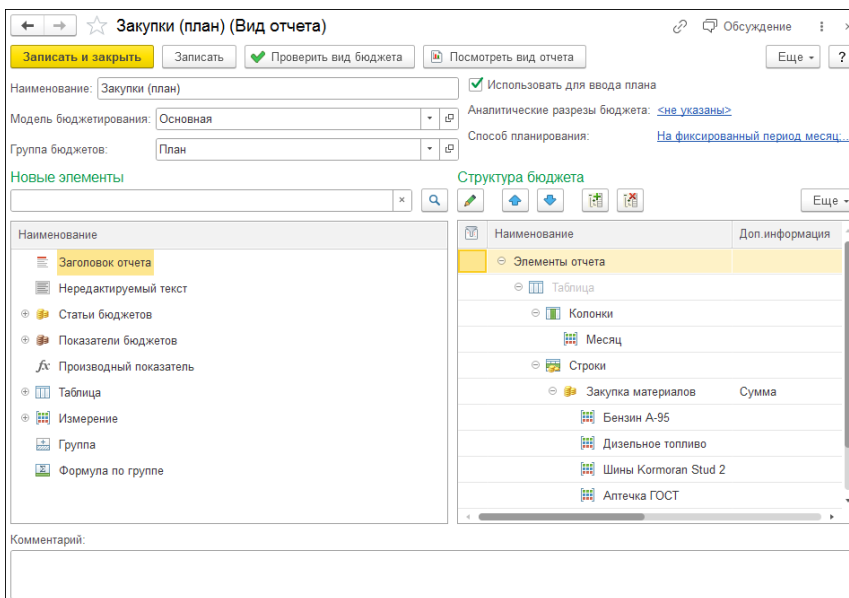 Закупки (план) (Вид отчета)
Обсуждение
Записать и закрыть
Записать
Проверить вид бюджета
Посмотреть вид отчета
Еще
?
Наименование: Закупки (план)
Использовать для ввода плана
Модель бюджетирования: Основная
Аналитические разрезы бюджета: <не указаны>
Группа бюджетов: План
Способ планирования: На фиксированный период месяц;...
Новые элементы
Структура бюджета
Еще
Наименование
Заголовок отчета
Нередактируемый текст
Статьи бюджетов
Показатели бюджетов
fx Производный показатель
Таблица
Измерение
Группа
Формула по группе
Наименование Доп.информация
Элементы отчета
Таблица
Колонки
Месяц
Строки
Закупка материалов Сумма
Бензин А-95
Дизельное топливо
Шины Kormoran Stud 2
Аптечка ГОСТ
Комментарий: